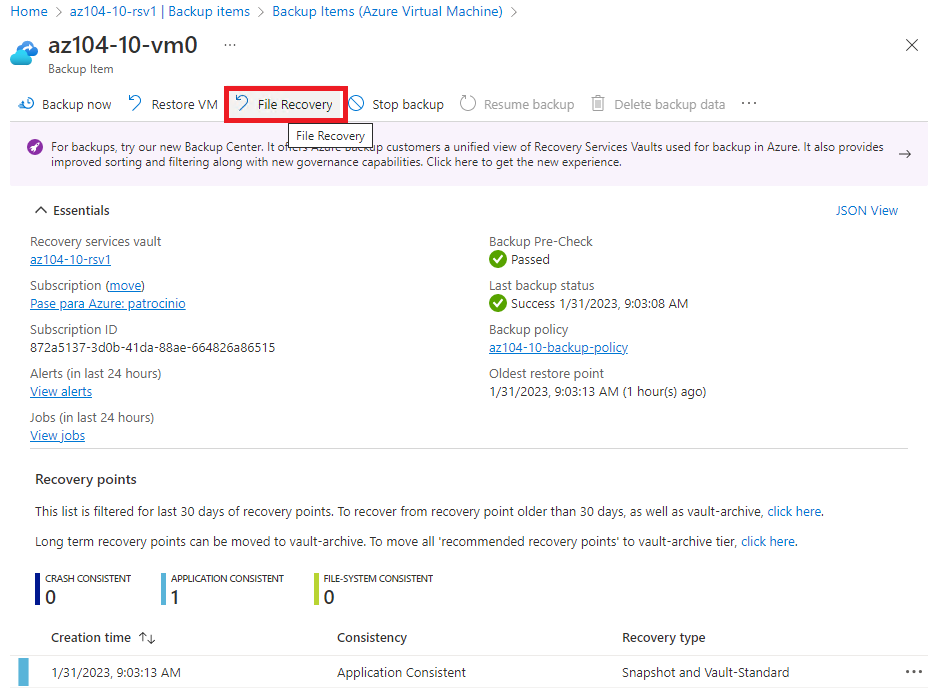 Home > az104-10-rsv1 | Backup items > Backup Items (Azure Virtual Machine) >
az104-10-vm0 ...
Backup Item
Backup now Restore VM File Recovery Stop backup Resume backup Delete backup data ...
File Recovery
For backups, try our new Backup Center. It offers Azure backup customers a unified view of Recovery Services Vaults used for backup in Azure. It also provides
improved sorting and filtering along with new governance capabilities. Click here to get the new experience.
Essentials JSON View
Recovery services vault
az104-10-rsv1
Subscription (move)
Pase para Azure: patrocinio
Subscription ID
872a5137-3d0b-41da-88ae-664826a86515
Alerts (in last 24 hours)
View alerts
Jobs (in last 24 hours)
View jobs
Backup Pre-Check
Passed
Last backup status
Success 1/31/2023, 9:03:08 AM
Backup policy
az104-10-backup-policy
Oldest restore point
1/31/2023, 9:03:13 AM (1 hour(s) ago)
Recovery points
This list is filtered for last 30 days of recovery points. To recover from recovery point older than 30 days, as well as vault-archive, click here.
Long term recovery points can be moved to vault-archive. To move all 'recommended recovery points' to vault-archive tier, click here.
CRASH CONSISTENT
0
APPLICATION CONSISTENT
1
FILE-SYSTEM CONSISTENT
0
Creation time ↑↓ Consistency Recovery type
1/31/2023, 9:03:13 AM Application Consistent Snapshot and Vault-Standard ...